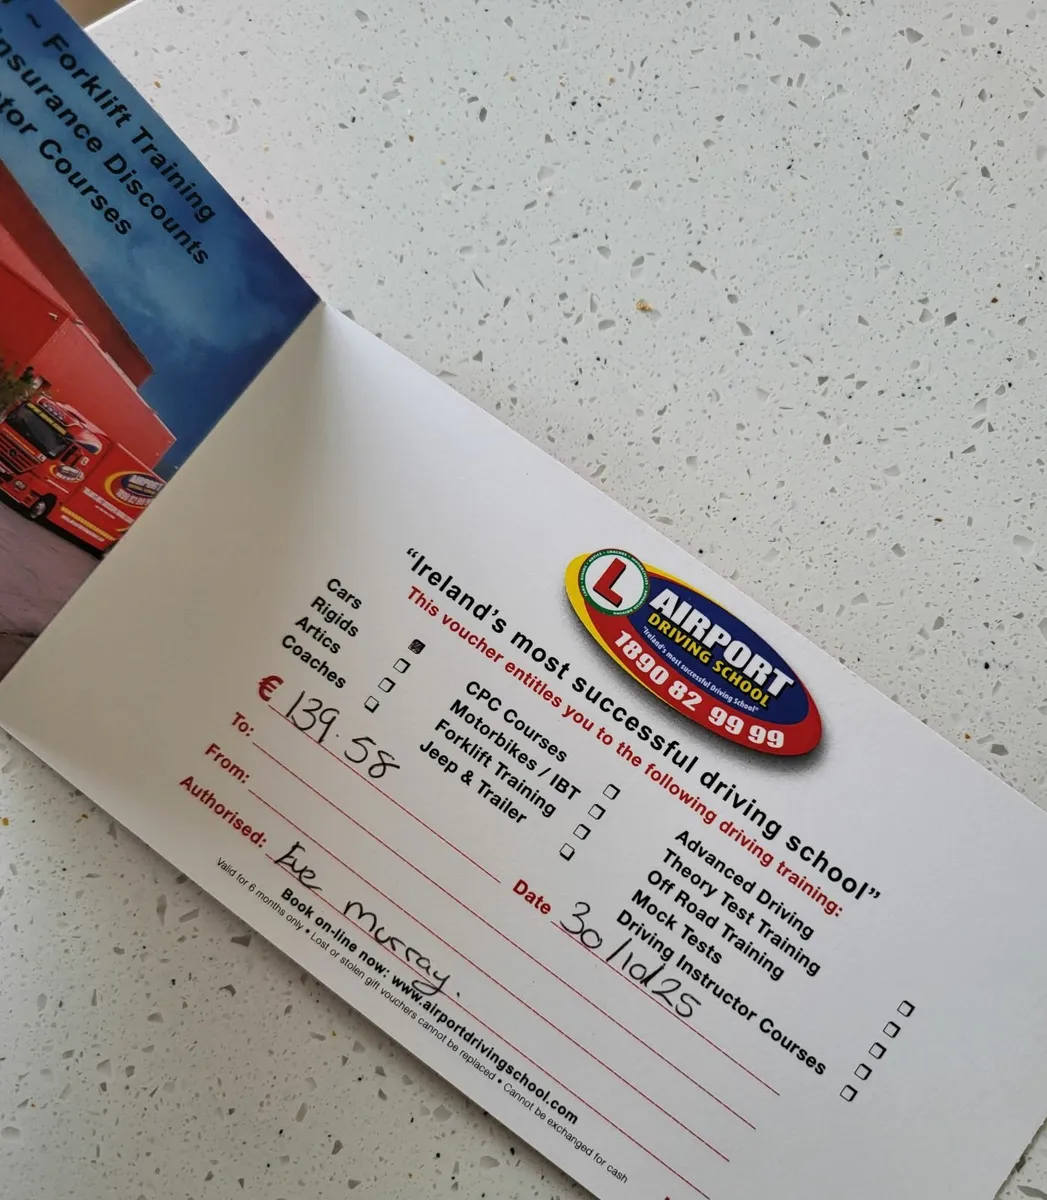 ~ Forklift Training
Insurance Discounts
Courses
L
AIRPORT
DRIVING SCHOOL
"Ireland's most successful Driving School"
1890 82 99 99
"Ireland's most successful driving school"
This voucher entitles you to the following driving training:
Cars
Rigids
Artics
Coaches
CPC Courses
Motorbikes / IBT
Forklift Training
Jeep & Trailer
Advanced Driving
Theory Test Training
Off Road Training
Mock Tests
Driving Instructor Courses
€ 139.58
To:
From:
Authorised: Eve Murray.
Date 30/10/25
Book on-line now: www.airportdrivingschool.com
Valid for 6 months only • Lost or stolen gift vouchers cannot be replaced • Cannot be exchanged for cash
AIRPORT